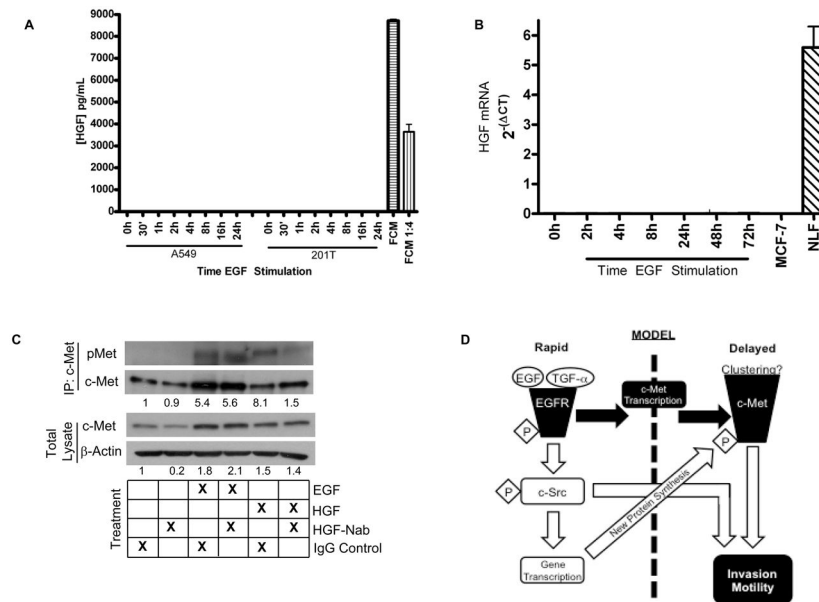 A
[HGF] pg/mL
9000
8000
7000
6000
5000
4000
3000
2000
1000
0
0h 30' 1h 2h 4h 8h 16h 24h 0h 30' 1h 2h 4h 8h 16h 24h FCM FCM 1:4
A549 201T
Time EGF Stimulation
B
HGF mRNA
2-(ΔCT)
6
5
4
3
2
1
0
0h 2h 4h 8h 24h 48h 72h MCF-7 NLF
Time EGF Stimulation
C
IP: c-Met
pMet
c-Met
1 0.9 5.4 5.6 8.1 1.5
Total Lysate
c-Met
β-Actin
1 0.2 1.8 2.1 1.5 1.4
Treatment
X X EGF
X X HGF
X X X HGF-Nab
X X X IgG Control
D
MODEL
Rapid
Delayed
EGF TGF-α
Clustering?
EGFR
c-Met Transcription
c-Met
P
P
P
c-Src
New Protein Synthesis
Gene Transcription
Invasion Motility